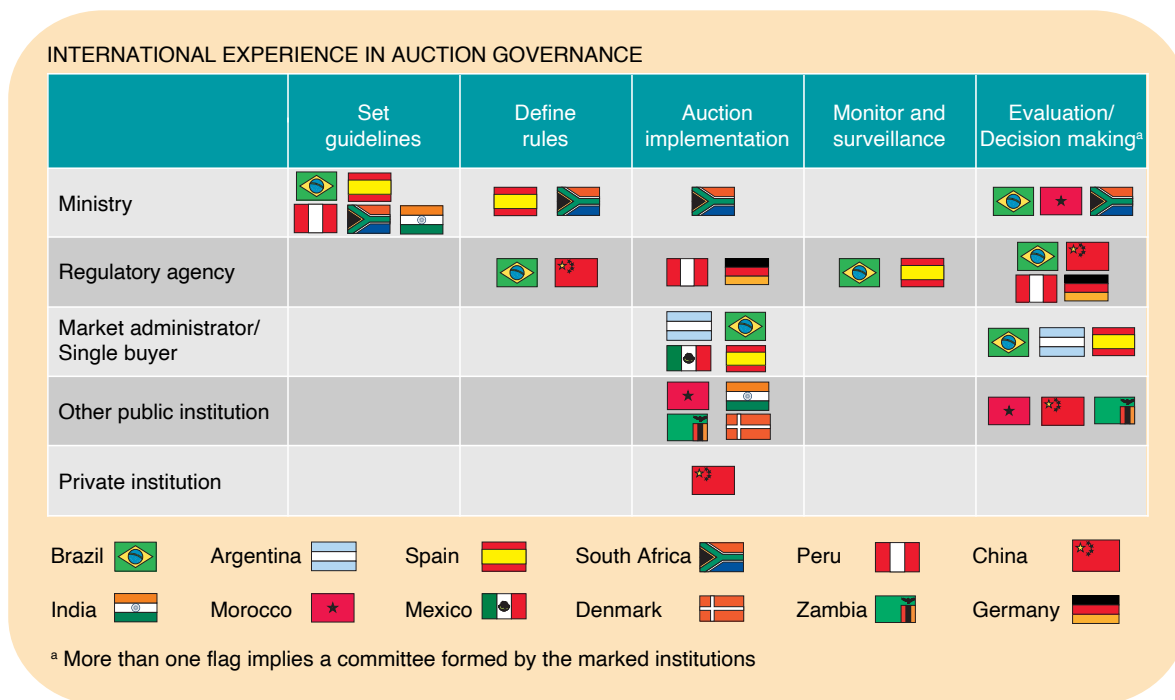 INTERNATIONAL EXPERIENCE IN AUCTION GOVERNANCE
Set guidelines
Define rules
Auction implementation
Monitor and surveillance
Evaluation/ Decision makingᵃ
Ministry
Regulatory agency
Market administrator/
Single buyer
Other public institution
Private institution
Brazil Argentina Spain South Africa Peru China
India Morocco Mexico Denmark Zambia Germany
ᵃ More than one flag implies a committee formed by the marked institutions